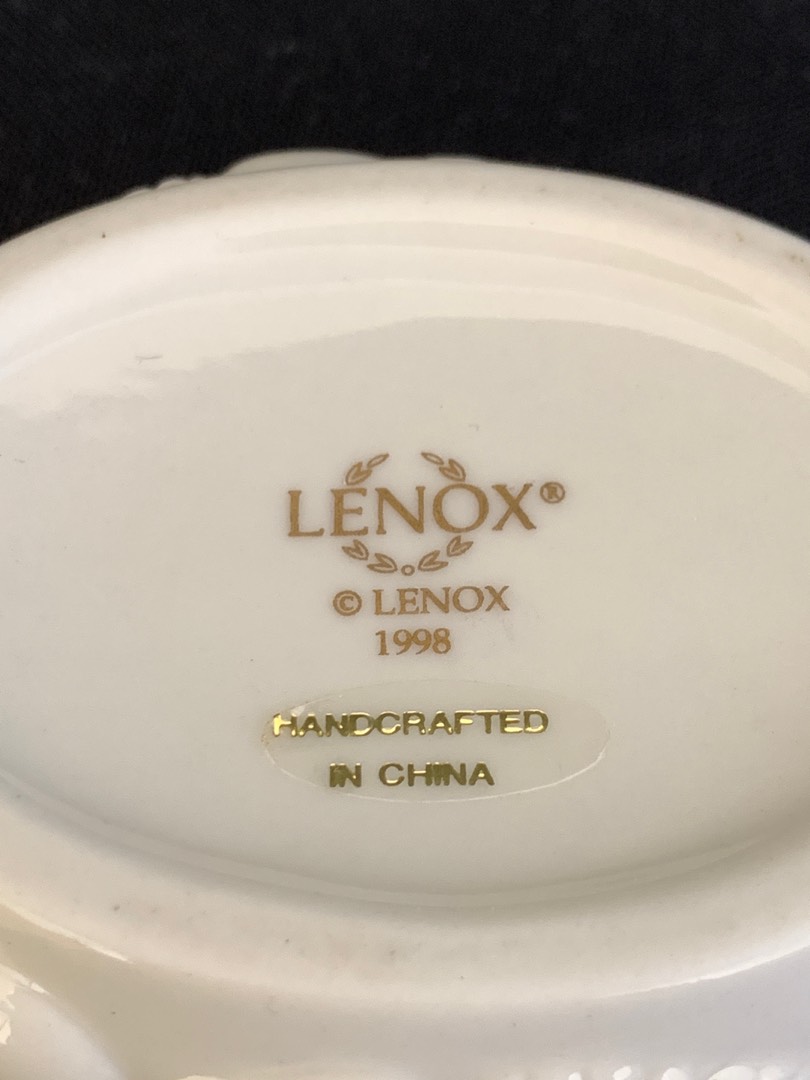 LENOX®
© LENOX
1998
HANDCRAFTED
IN CHINA